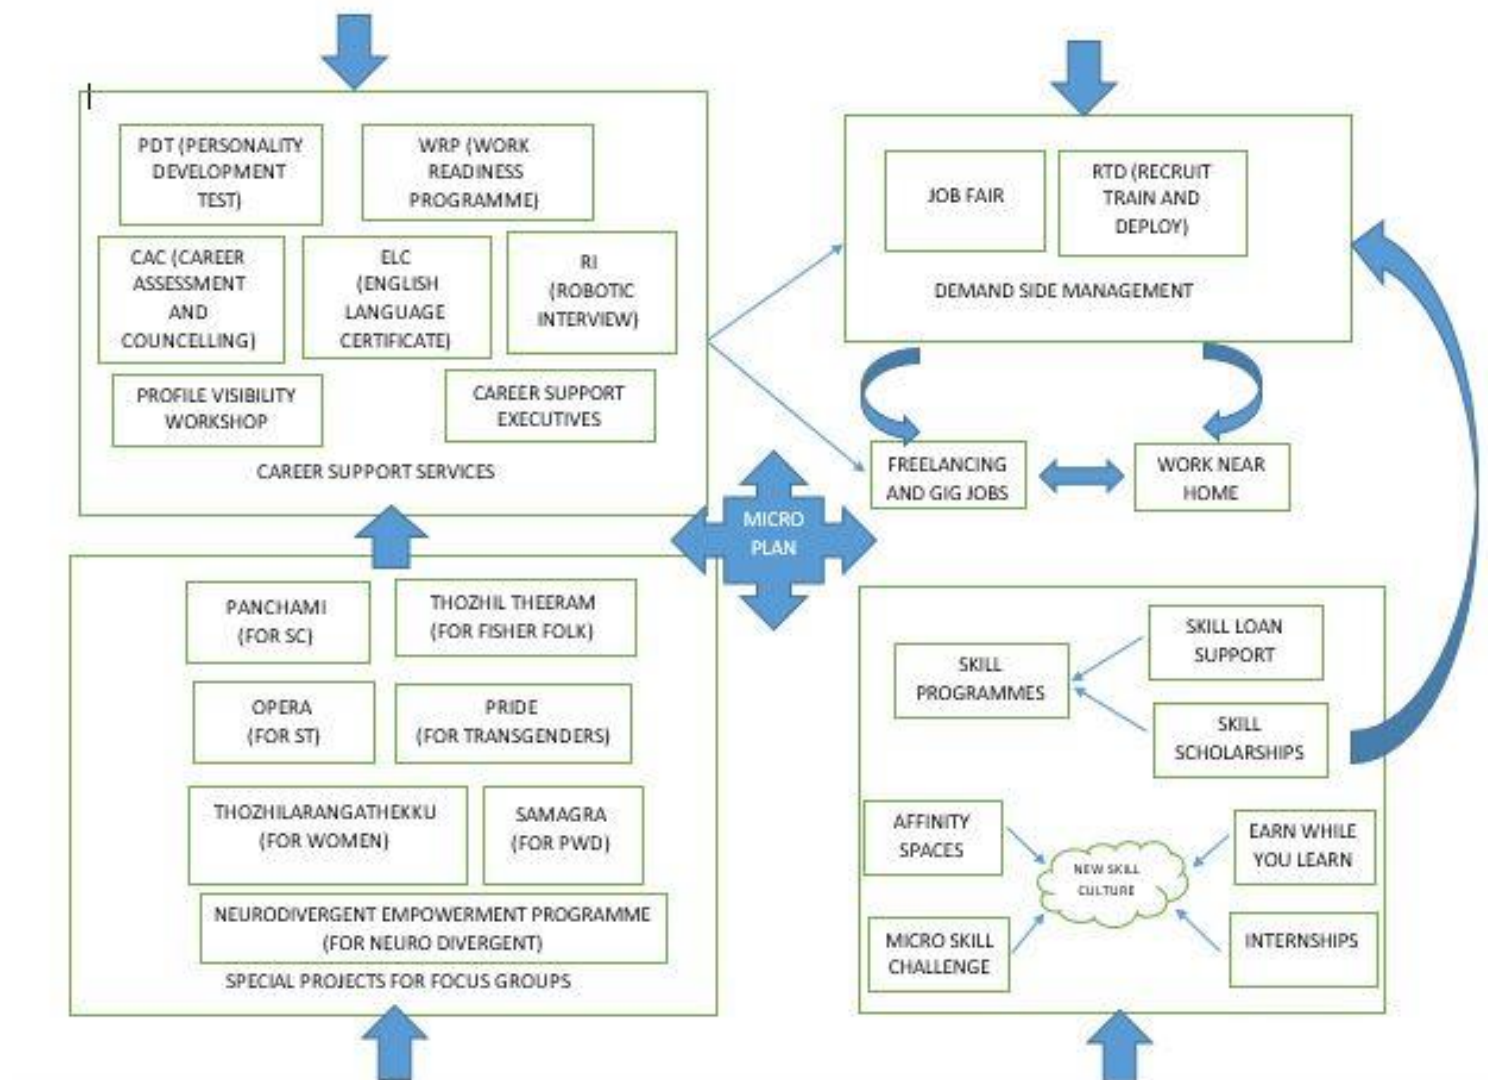 PDT (PERSONALITY
DEVELOPMENT
TEST)
WRP (WORK
READINESS
PROGRAMME)
CAC (CAREER
ASSESSMENT
AND
COUNCELLING)
ELC
(ENGLISH
LANGUAGE
CERTIFICATE)
RI
(ROBOTIC
INTERVIEW)
PROFILE VISIBILITY
WORKSHOP
CAREER SUPPORT
EXECUTIVES
CAREER SUPPORT SERVICES
JOB FAIR
RTD (RECRUIT
TRAIN AND
DEPLOY)
DEMAND SIDE MANAGEMENT
FREELANCING
AND GIG JOBS
WORK NEAR
HOME
MICRO
PLAN
PANCHAMI
(FOR SC)
THOZHIL THEERAM
(FOR FISHER FOLK)
OPERA
(FOR ST)
PRIDE
(FOR TRANSGENDERS)
THOZHILARANGATHEKKU
(FOR WOMEN)
SAMAGRA
(FOR PWD)
NEURODIVERGENT EMPOWERMENT PROGRAMME
(FOR NEURO DIVERGENT)
SPECIAL PROJECTS FOR FOCUS GROUPS
SKILL
PROGRAMMES
SKILL LOAN
SUPPORT
SKILL
SCHOLARSHIPS
AFFINITY
SPACES
EARN WHILE
YOU LEARN
NEW SKILL
CULTURE
MICRO SKILL
CHALLENGE
INTERNSHIPS